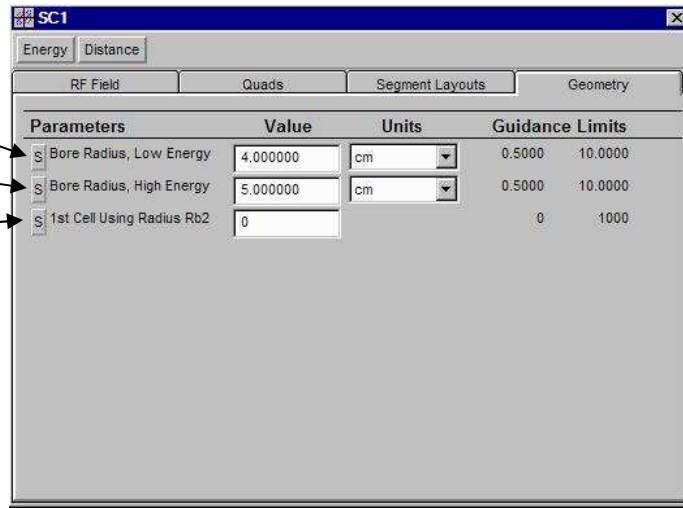 SC1
Energy Distance
RF Field Quads Segment Layouts Geometry
Parameters Value Units Guidance Limits
S Bore Radius, Low Energy 4.000000 cm 0.5000 10.0000
S Bore Radius, High Energy 5.000000 cm 0.5000 10.0000
S 1st Cell Using Radius Rb2 0 0 1000